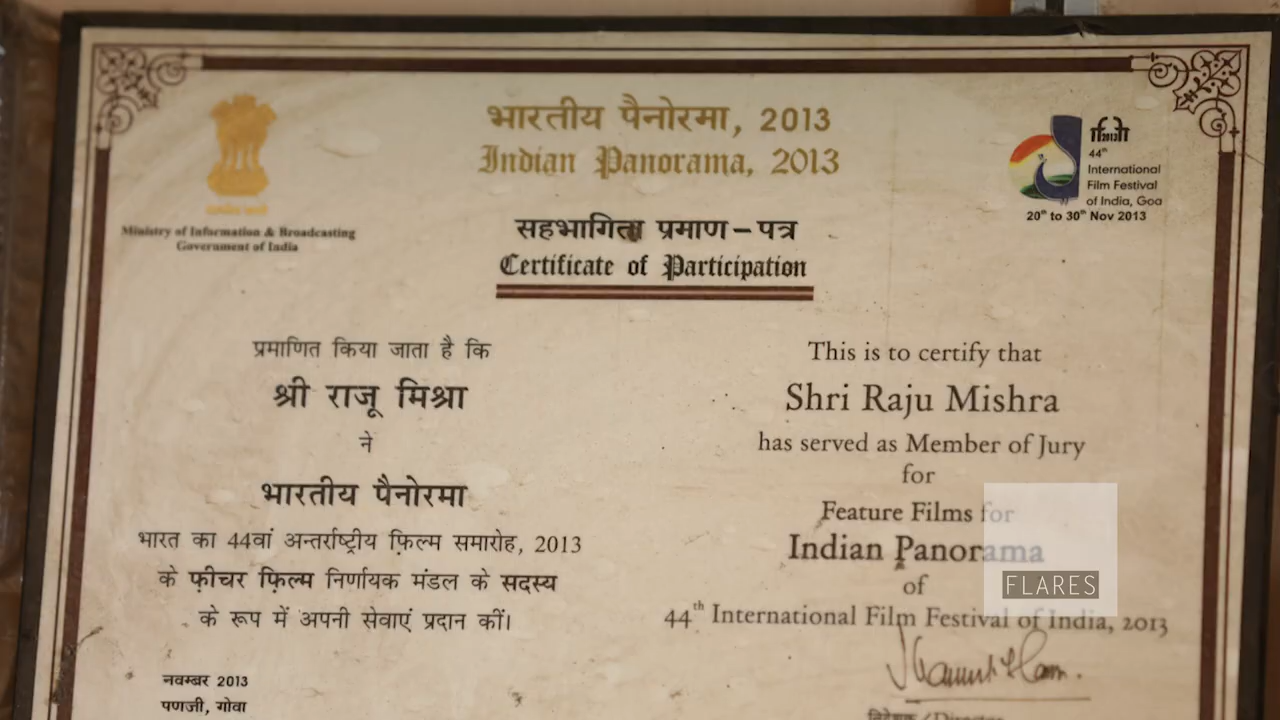 भारतीय पैनोरमा, 2013
Indian Panorama, 2013
Ministry of Information & Broadcasting
Government of India
2013
44th
International
Film Festival
of India, Goa
20th to 30th Nov 2013
सहभागिता प्रमाण – पत्र
Certificate of Participation
प्रमाणित किया जाता है कि
श्री राजू मिश्रा
ने
भारतीय पैनोरमा
भारत का 44वां अन्तर्राष्ट्रीय फ़िल्म समारोह, 2013
के फ़ीचर फ़िल्म निर्णायक मंडल के सदस्य
के रूप में अपनी सेवाएं प्रदान कीं।
नवम्बर 2013
पणजी, गोवा
This is to certify that
Shri Raju Mishra
has served as Member of Jury
for
Feature Films for
Indian Panorama
of
44th International Film Festival of India, 2013
FLARES